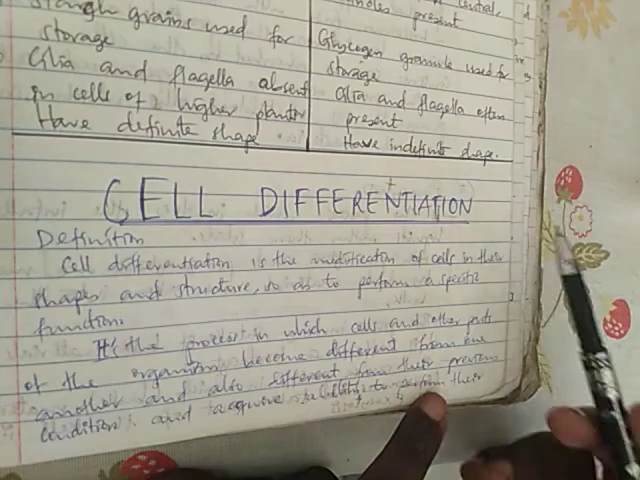 Starch grains used for
storage
Cilia and flagella absent
in cells of higher plants
Have definite shape.
present
Glycogen granule used for
storage
Cilia and flagella often
present
Have indefinite shape.
CELL DIFFERENTIATION
Definition
Cell differentiation is the modification of cells in their
shapes and structure, so as to perform a specific
function.
It's the process in which cells and other parts
of the organism become different from one
another and also different from their previous
condition and acquire to perform their